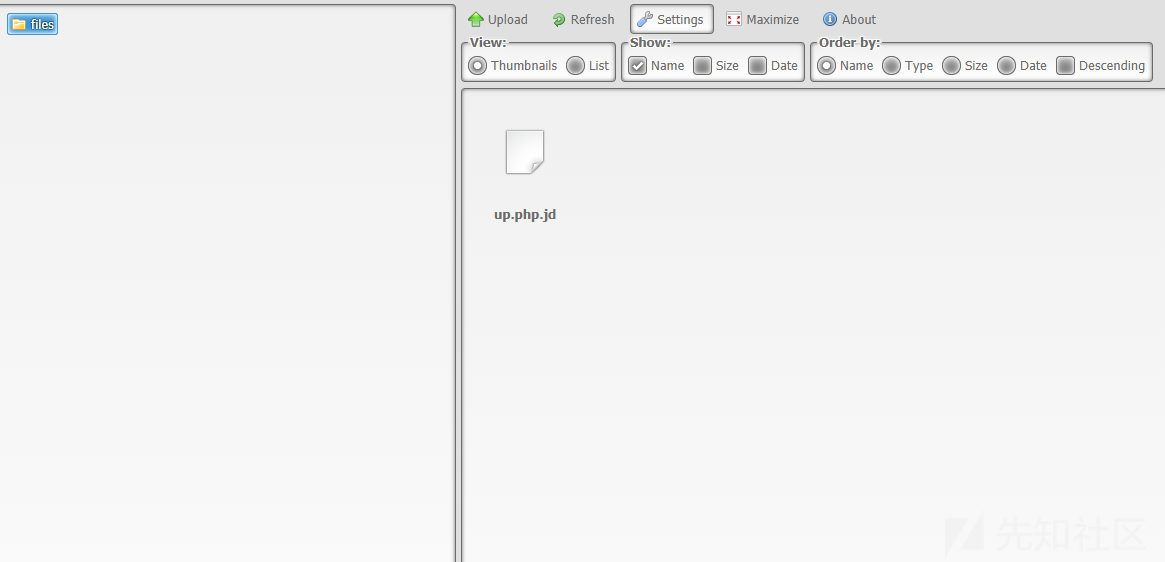 files
Upload Refresh Settings Maximize About
View: Show: Order by:
Thumbnails List Name Size Date Name Type Size Date Descending
up.php.jd
先知社区